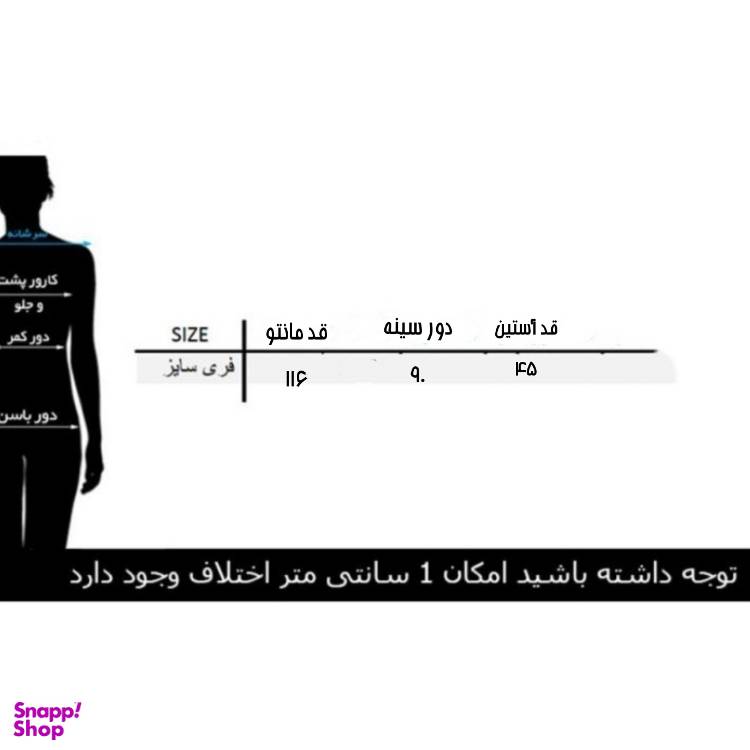 سرشانه
کارور پشت
و جلو
دور کمر
دور باسن
SIZE قد مانتو دور سینه قد آستین
فری سایز ۱۱۶ ۹۰ ۴۵
توجه داشته باشید امکان 1 سانتی متر اختلاف وجود دارد
Snapp!
Shop